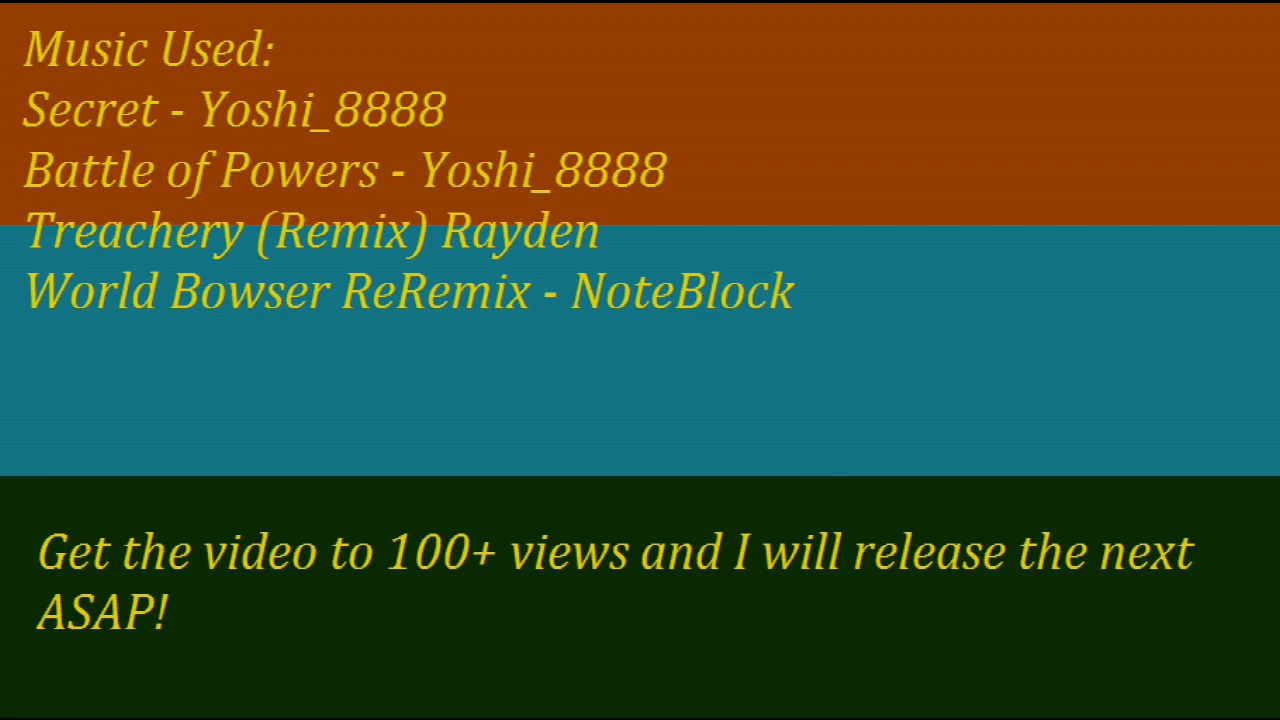 Music Used:
Secret - Yoshi_8888
Battle of Powers - Yoshi_8888
Treachery (Remix) Rayden
World Bowser ReRemix - NoteBlock
Get the video to 100+ views and I will release the next
ASAP!